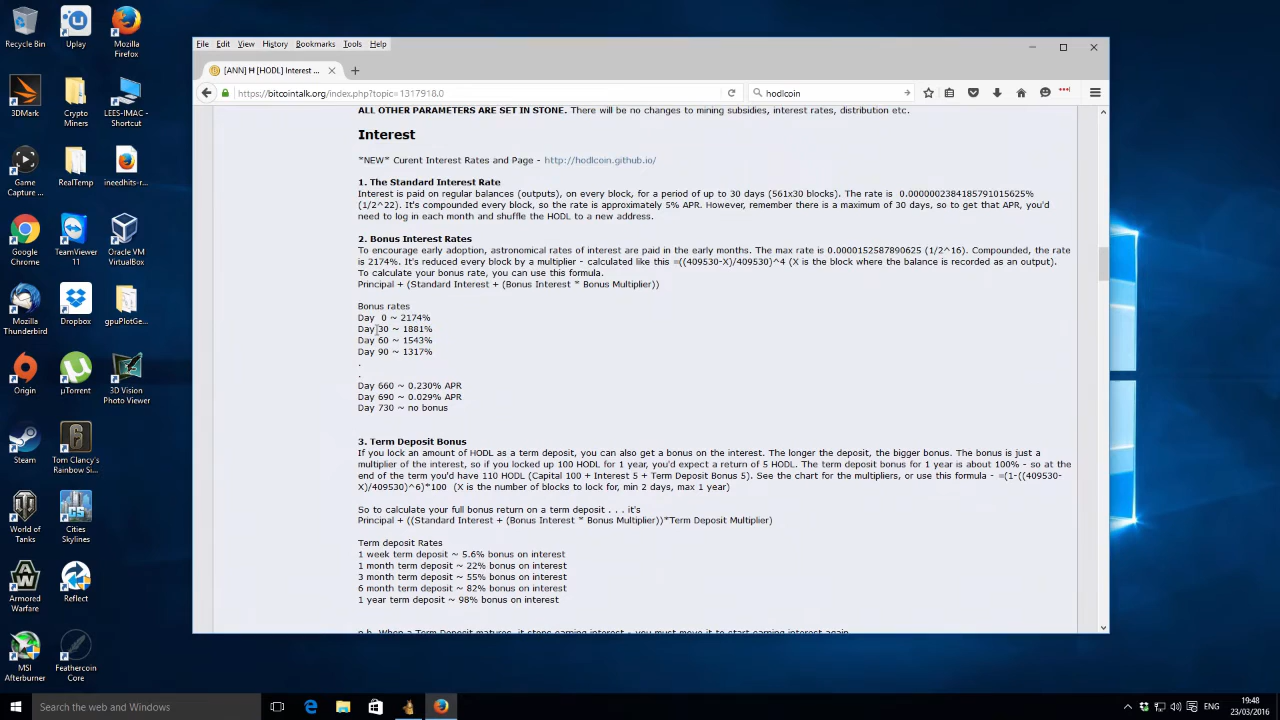 File Edit View History Bookmarks Tools Help
[ANN] H [HODL] Interest ...
https://bitcointalk.org/index.php?topic=1317918.0
hodlcoin
ALL OTHER PARAMETERS ARE SET IN STONE. There will be no changes to mining subsidies, interest rates, distribution etc.
Interest
*NEW* Curent Interest Rates and Page - http://hodlcoin.github.io/
1. The Standard Interest Rate
Interest is paid on regular balances (outputs), on every block, for a period of up to 30 days (561x30 blocks). The rate is 0.0000002384185791015625%
(1/2^22). It's compounded every block, so the rate is approximately 5% APR. However, remember there is a maximum of 30 days, so to get that APR, you'd
need to log in each month and shuffle the HODL to a new address.
2. Bonus Interest Rates
To encourage early adoption, astronomical rates of interest are paid in the early months. The max rate is 0.0000152587890625 (1/2^16). Compounded, the rate
is 2174%. It's reduced every block by a multiplier - calculated like this =((409530-X)/409530)^4 (X is the block where the balance is recorded as an output).
To calculate your bonus rate, you can use this formula.
Principal + (Standard Interest + (Bonus Interest * Bonus Multiplier))
Bonus rates
Day 0 ~ 2174%
Day 30 ~ 1881%
Day 60 ~ 1543%
Day 90 ~ 1317%
.
.
Day 660 ~ 0.230% APR
Day 690 ~ 0.029% APR
Day 730 ~ no bonus
3. Term Deposit Bonus
If you lock an amount of HODL as a term deposit, you can also get a bonus on the interest. The longer the deposit, the bigger bonus. The bonus is just a
multiplier of the interest, so if you locked up 100 HODL for 1 year, you'd expect a return of 5 HODL. The term deposit bonus for 1 year is about 100% - so at the
end of the term you'd have 110 HODL (Capital 100 + Interest 5 + Term Deposit Bonus 5). See the chart for the multipliers, or use this formula - =(1-((409530-
X)/409530)^6)*100 (X is the number of blocks to lock for, min 2 days, max 1 year)
So to calculate your full bonus return on a term deposit . . . it's
Principal + ((Standard Interest + (Bonus Interest * Bonus Multiplier))*Term Deposit Multiplier)
Term deposit Rates
1 week term deposit ~ 5.6% bonus on interest
1 month term deposit ~ 22% bonus on interest
3 month term deposit ~ 55% bonus on interest
6 month term deposit ~ 82% bonus on interest
1 year term deposit ~ 98% bonus on interest
n.b. When a Term Deposit matures, it stops earning interest - you must move it to start earning interest again.
Recycle Bin
Uplay
Mozilla
Firefox
3DMark
Crypto
Miners
LEES-IMAC -
Shortcut
Game
Capture ...
RealTemp
ineedhits-r...
Google
Chrome
TeamViewer
11
Oracle VM
VirtualBox
Mozilla
Thunderbird
Dropbox
gpuPlotGe...
Origin
µTorrent
3D Vision
Photo Viewer
Steam
Tom Clancy's
Rainbow Si...
World of
Tanks
Cities
Skylines
Armored
Warfare
Reflect
MSI
Afterburner
Feathercoin
Core
Search the web and Windows
ENG
19:48
23/03/2016